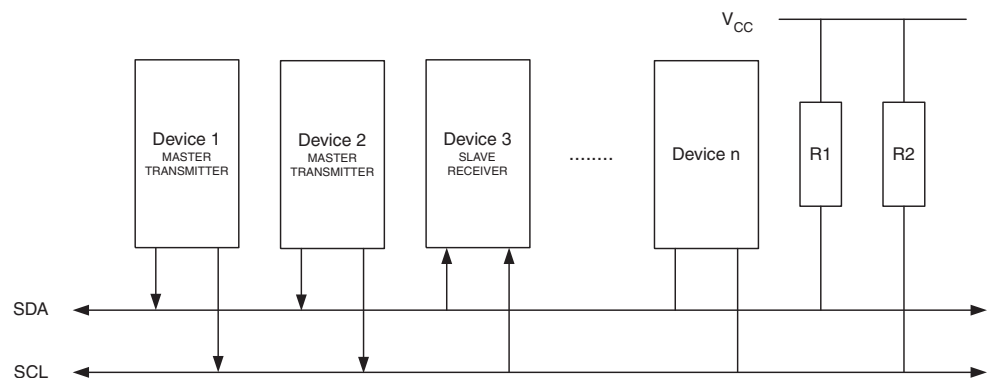 VCC
Device 1
MASTER
TRANSMITTER
Device 2
MASTER
TRANSMITTER
Device 3
SLAVE
RECEIVER
........
Device n
R1
R2
SDA
SCL